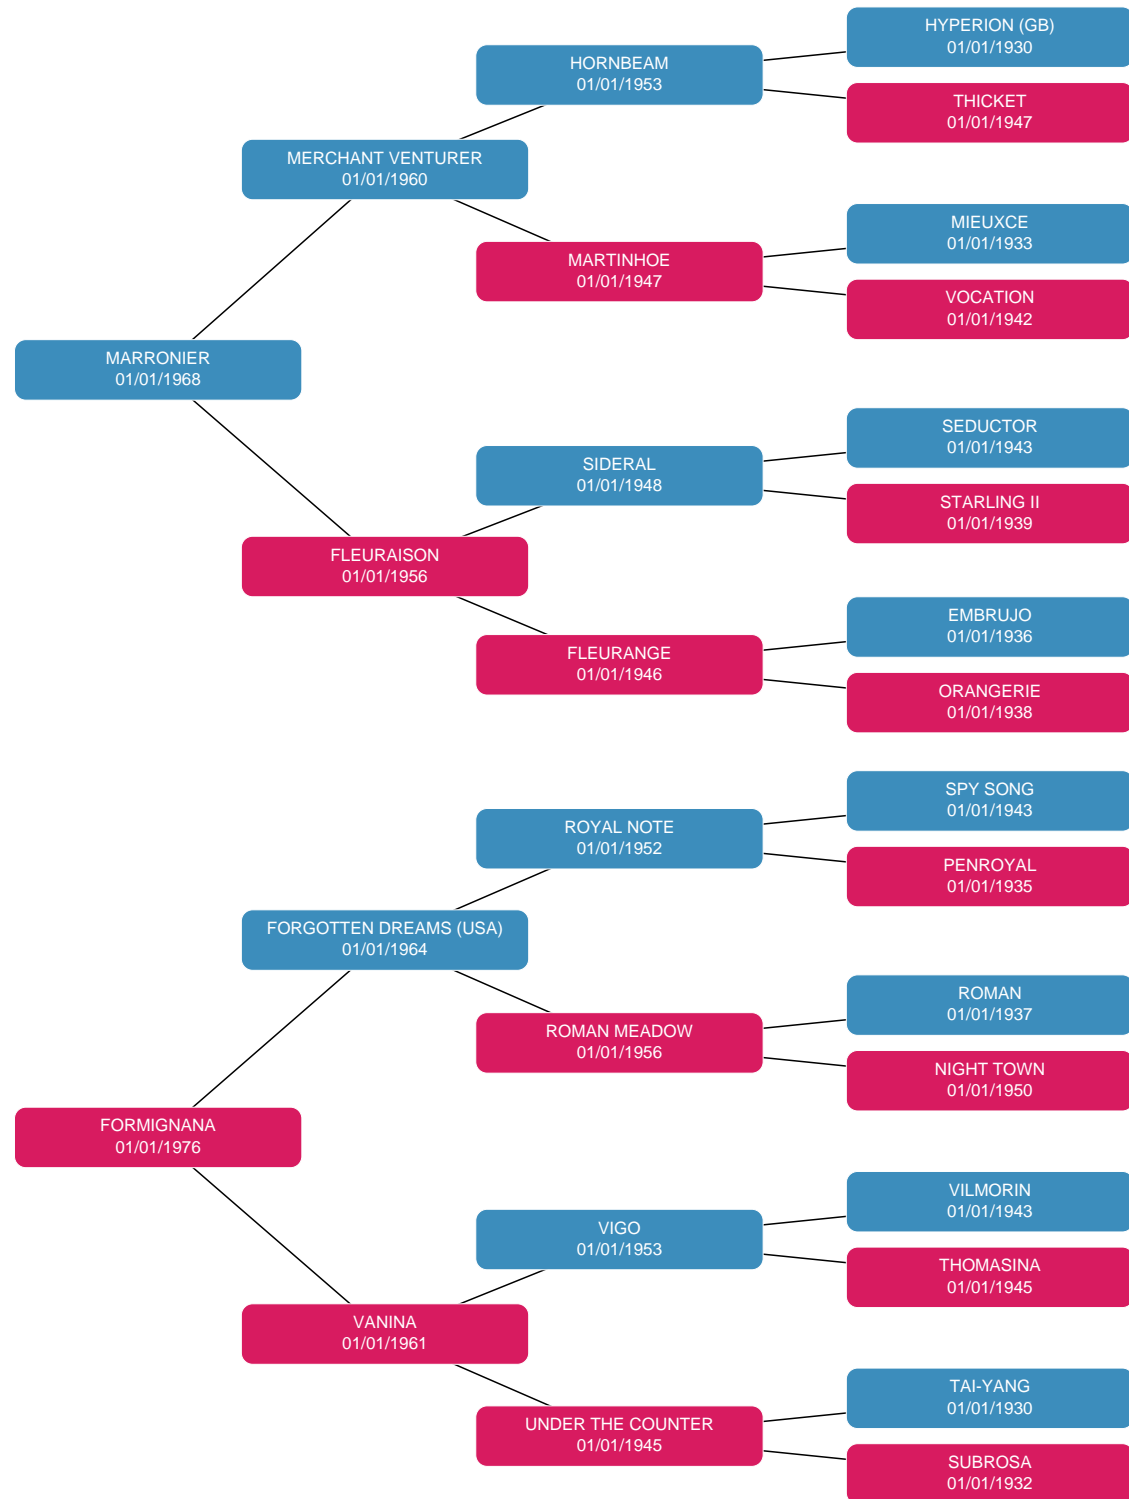 HYPERION (GB)
01/01/1930
HORNBEAM
01/01/1953
THICKET
01/01/1947
MERCHANT VENTURER
01/01/1960
MIEUXCE
01/01/1933
MARTINHOE
01/01/1947
VOCATION
01/01/1942
MARRONIER
01/01/1968
SEDUCTOR
01/01/1943
SIDERAL
01/01/1948
STARLING II
01/01/1939
FLEURAISON
01/01/1956
EMBRUJO
01/01/1936
FLEURANGE
01/01/1946
ORANGERIE
01/01/1938
SPY SONG
01/01/1943
ROYAL NOTE
01/01/1952
PENROYAL
01/01/1935
FORGOTTEN DREAMS (USA)
01/01/1964
ROMAN
01/01/1937
ROMAN MEADOW
01/01/1956
NIGHT TOWN
01/01/1950
FORMIGNANA
01/01/1976
VILMORIN
01/01/1943
VIGO
01/01/1953
THOMASINA
01/01/1945
VANINA
01/01/1961
TAI-YANG
01/01/1930
UNDER THE COUNTER
01/01/1945
SUBROSA
01/01/1932